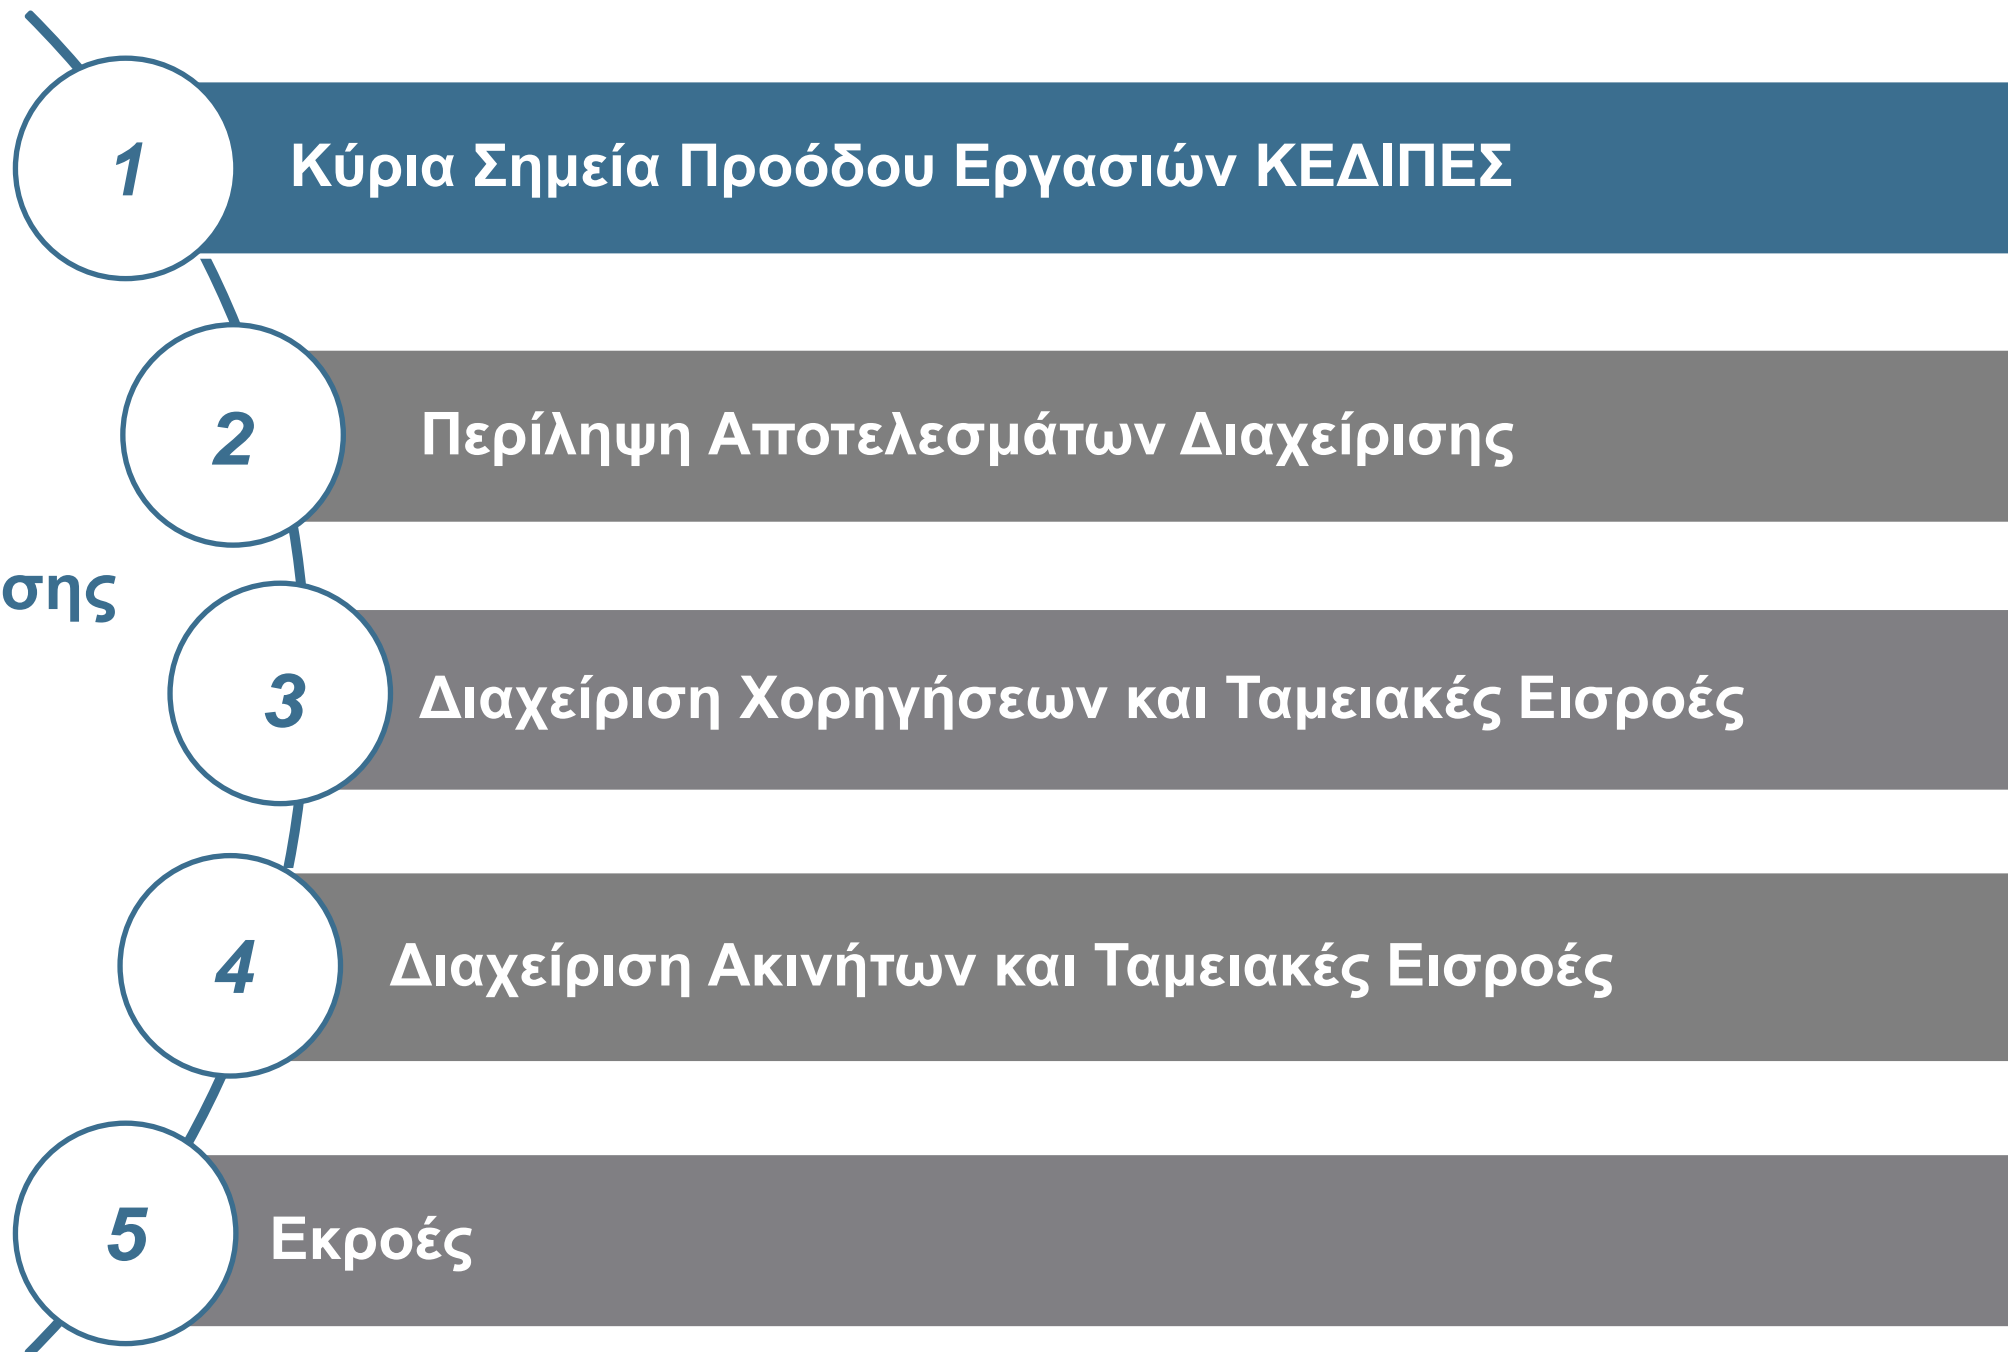 1
Κύρια Σημεία Προόδου Εργασιών ΚΕΔΙΠΕΣ
2
Περίληψη Αποτελεσμάτων Διαχείρισης
σης
3
Διαχείριση Χορηγήσεων και Ταμειακές Εισροές
4
Διαχείριση Ακινήτων και Ταμειακές Εισροές
5
Εκροές